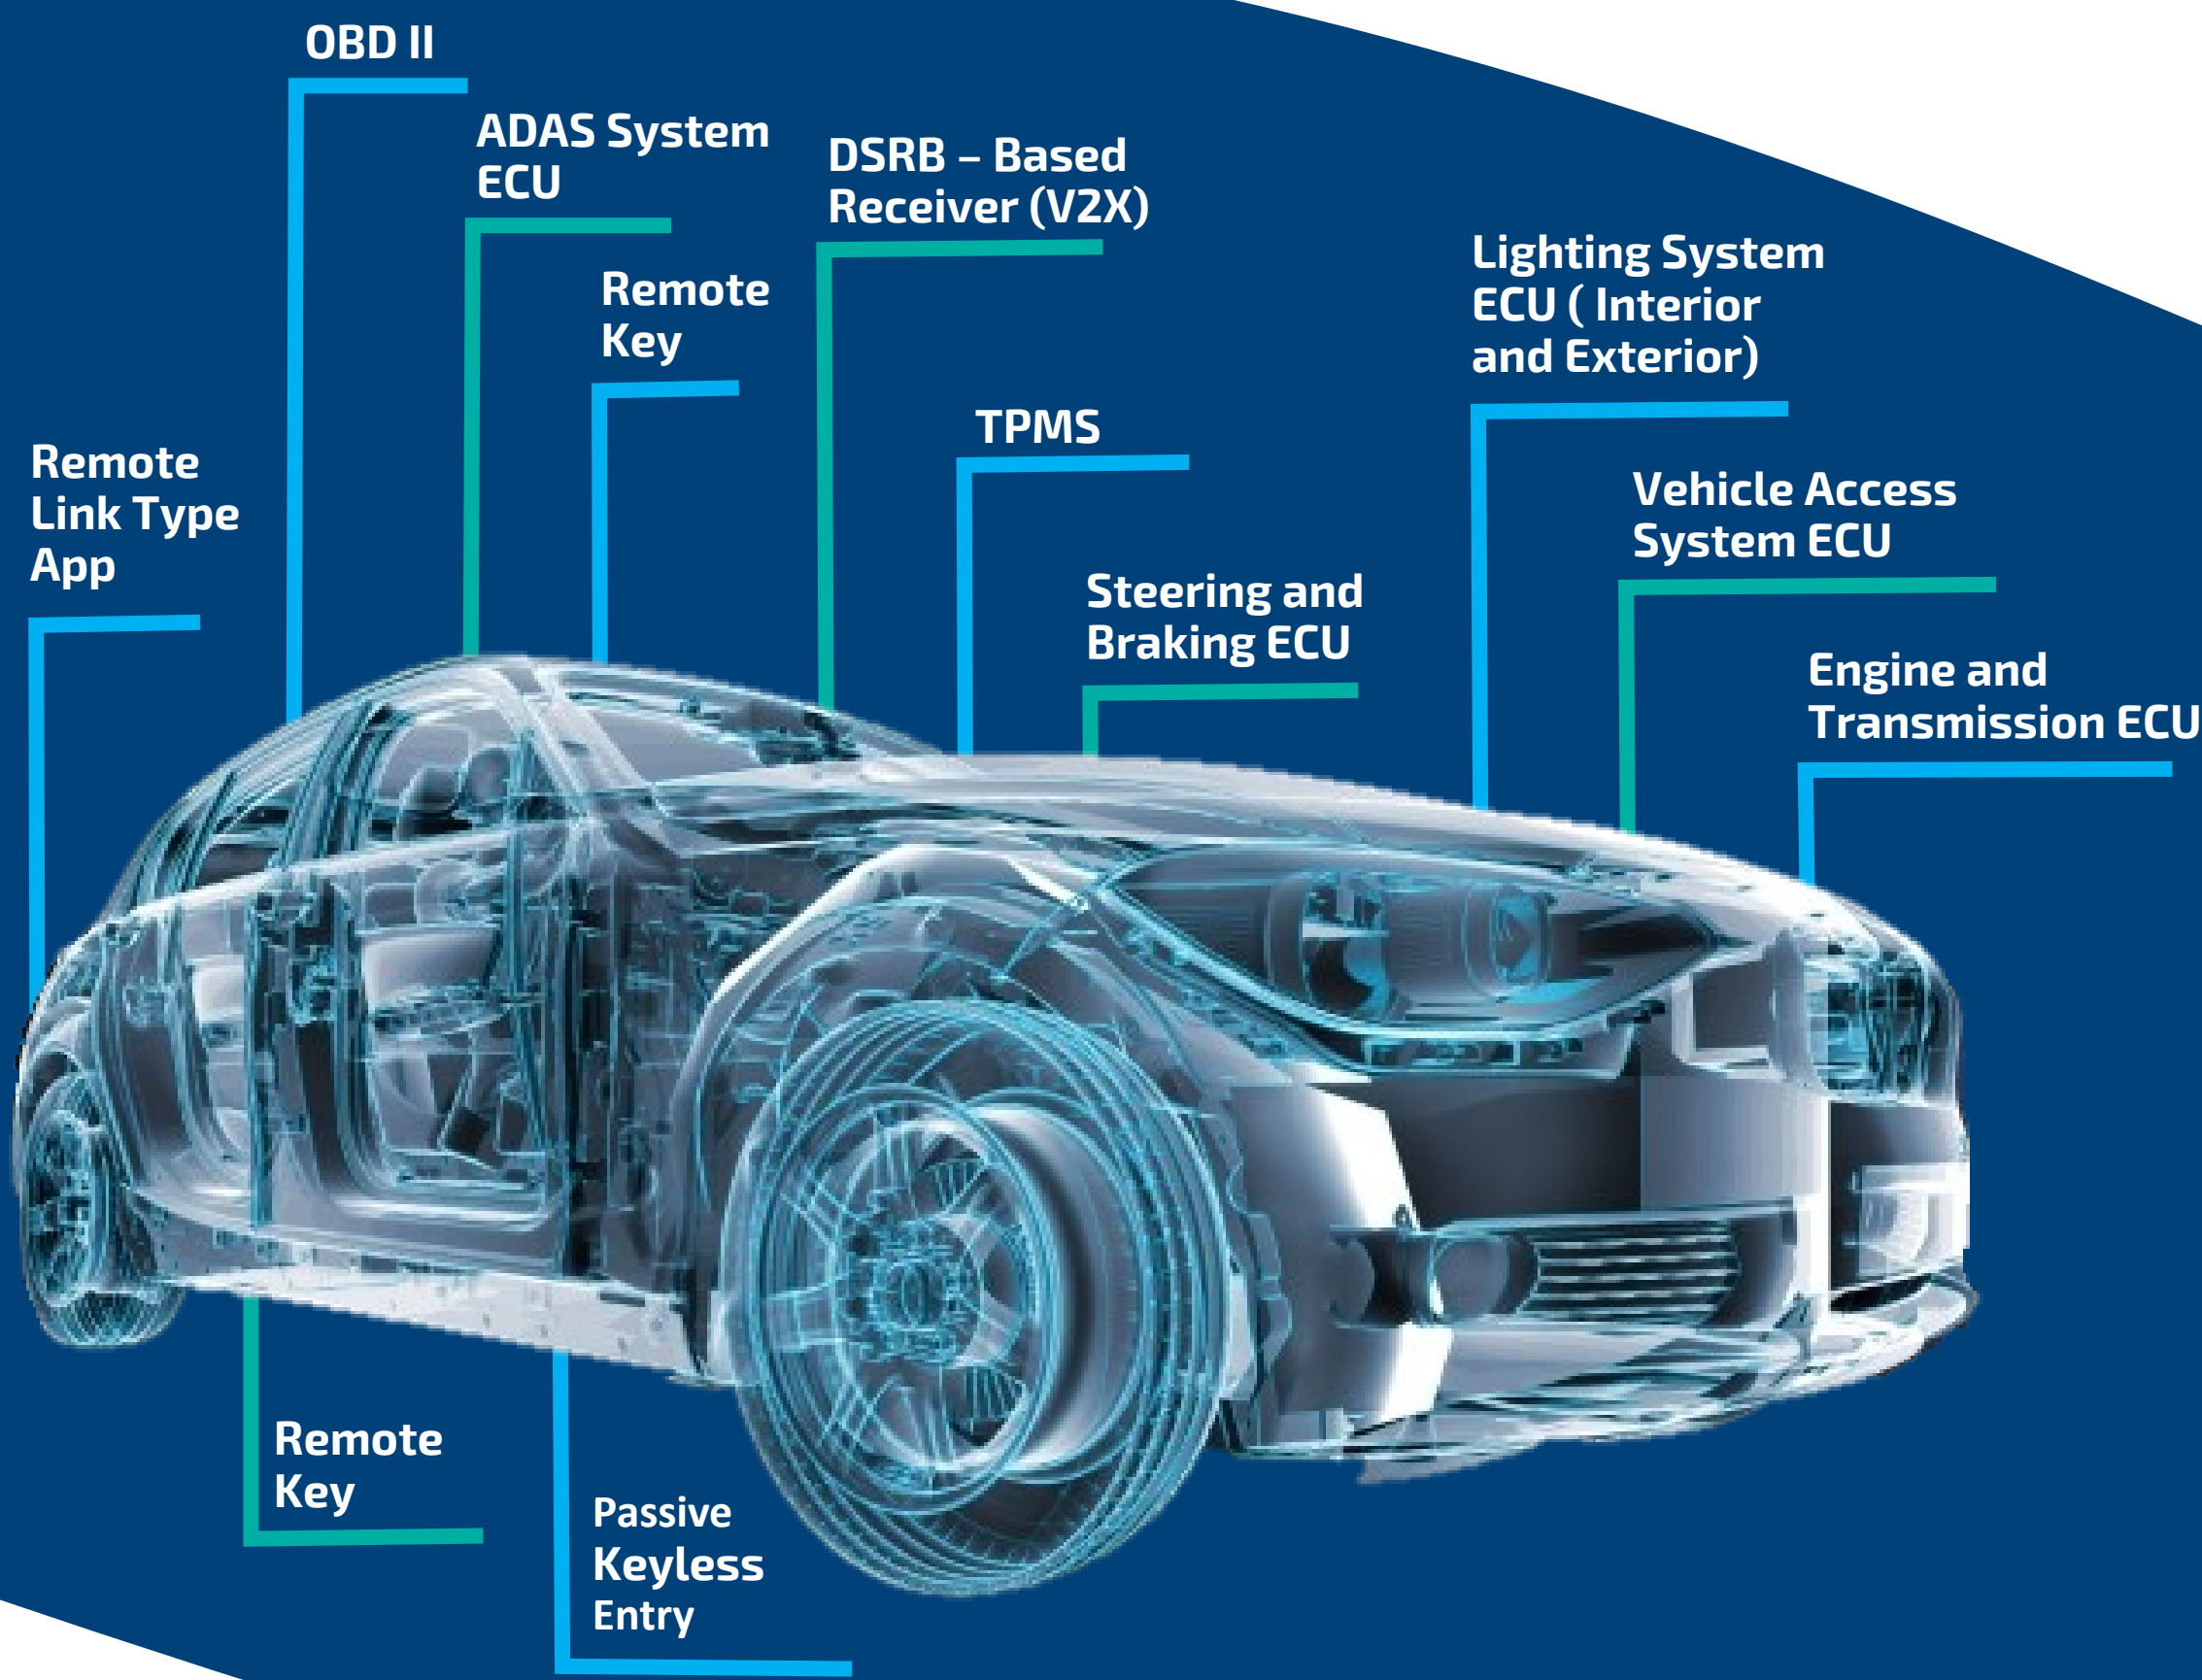 OBD II
ADAS System
ECU
DSRB – Based
Receiver (V2X)
Remote
Key
Lighting System
ECU ( Interior
and Exterior)
TPMS
Remote
Link Type
App
Vehicle Access
System ECU
Steering and
Braking ECU
Engine and
Transmission ECU
Remote
Key
Passive
Keyless
Entry